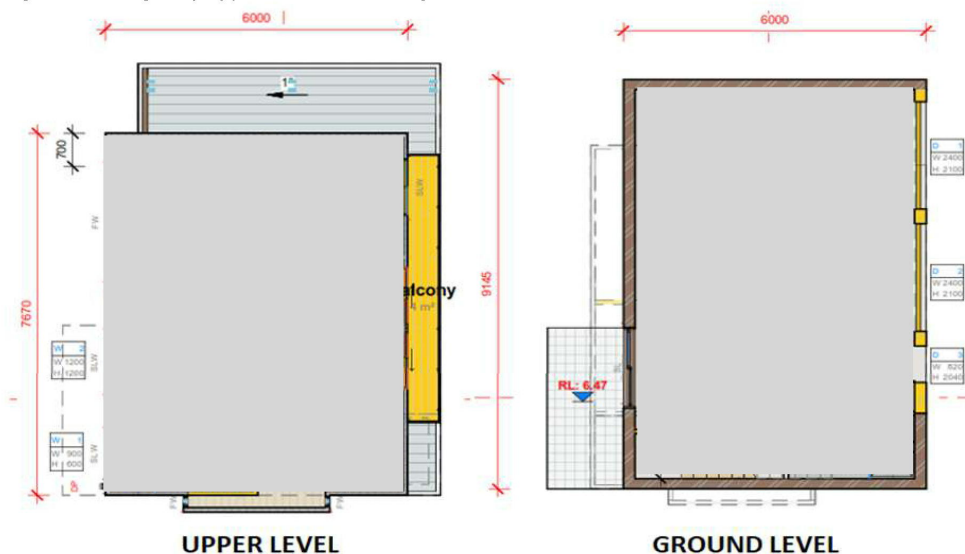 6000
6000
1°
700
SLW
FW
7670
alcony
4 m²
W 2
W 1200
H 1200
SLW
W 1
W 900
H 600
SLW
DP
FW
FW
9145
D 1
W 2400
H 2100
D 2
W 2400
H 2100
D 3
W 820
H 2040
RL: 6.47
UPPER LEVEL
GROUND LEVEL